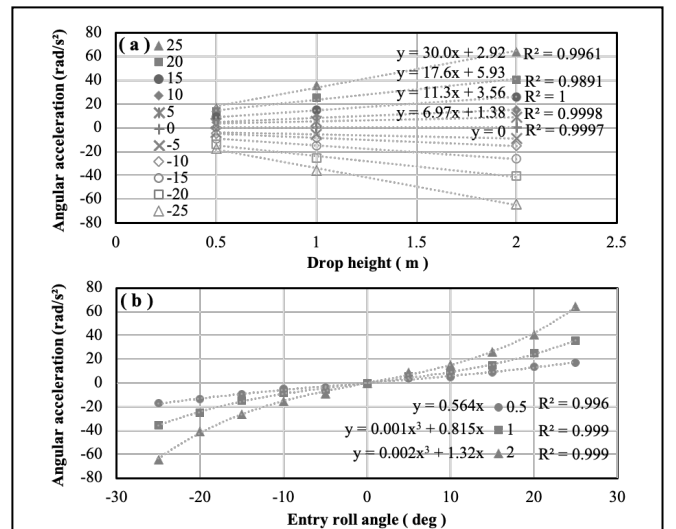 (a)
Angular acceleration (rad/s²)
80
60
40
20
0
-20
-40
-60
-80
25
20
15
10
5
0
-5
-10
-15
-20
-25
y = 30.0x + 2.92
R² = 0.9961
y = 17.6x + 5.93
R² = 0.9891
y = 11.3x + 3.56
R² = 1
y = 6.97x + 1.38
R² = 0.9998
y = 0
R² = 0.9997
0
0.5
1
1.5
2
2.5
Drop height ( m )
(b)
Angular acceleration (rad/s²)
80
60
40
20
0
-20
-40
-60
-80
y = 0.564x
0.5
R² = 0.996
y = 0.001x³ + 0.815x
1
R² = 0.999
y = 0.002x³ + 1.32x
2
R² = 0.999
-30
-20
-10
0
10
20
30
Entry roll angle ( deg )